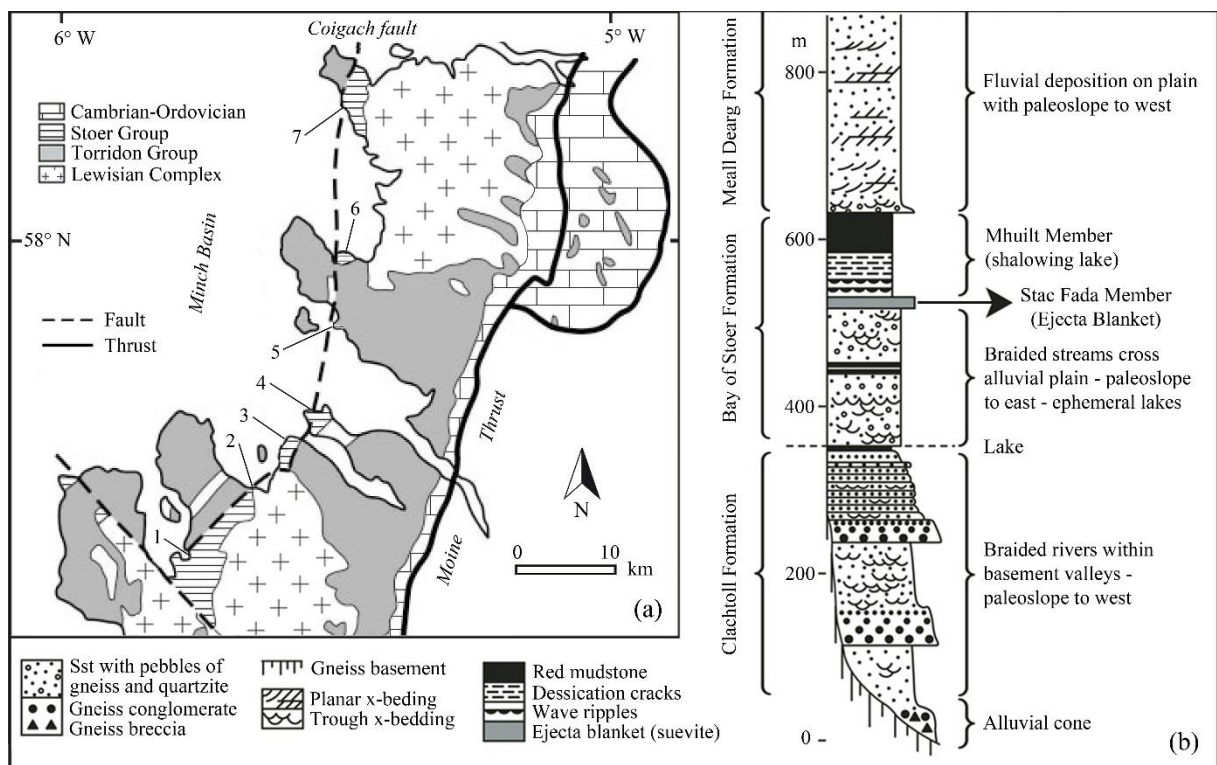 6° W
Coigach fault
5° W
Cambrian-Ordovician
Stoer Group
Torridon Group
Lewisian Complex
7
6
58° N
Minch Basin
Fault
Thrust
5
4
3
2
1
Moine
Thrust
N
0
10
km
(a)
Meall Dearg Formation
Bay of Stoer Formation
Clachtoll Formation
m
800
600
400
200
0
Fluvial deposition on plain
with paleoslope to west
Mhuilt Member
(shalowing lake)
Stac Fada Member
(Ejecta Blanket)
Braided streams cross
alluvial plain - paleoslope
to east - ephemeral lakes
Lake
Braided rivers within
basement valleys -
paleoslope to west
Alluvial cone
(b)
Sst with pebbles of
gneiss and quartzite
Gneiss conglomerate
Gneiss breccia
Gneiss basement
Planar x-beding
Trough x-bedding
Red mudstone
Dessication cracks
Wave ripples
Ejecta blanket (suevite)